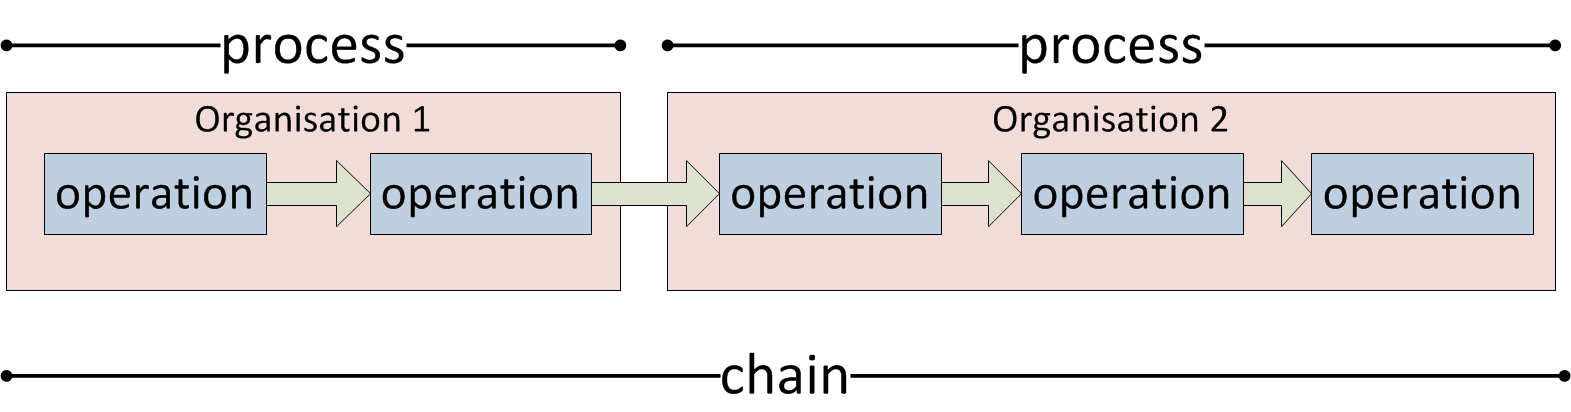 process process
Organisation 1 Organisation 2
operation operation operation operation operation
chain